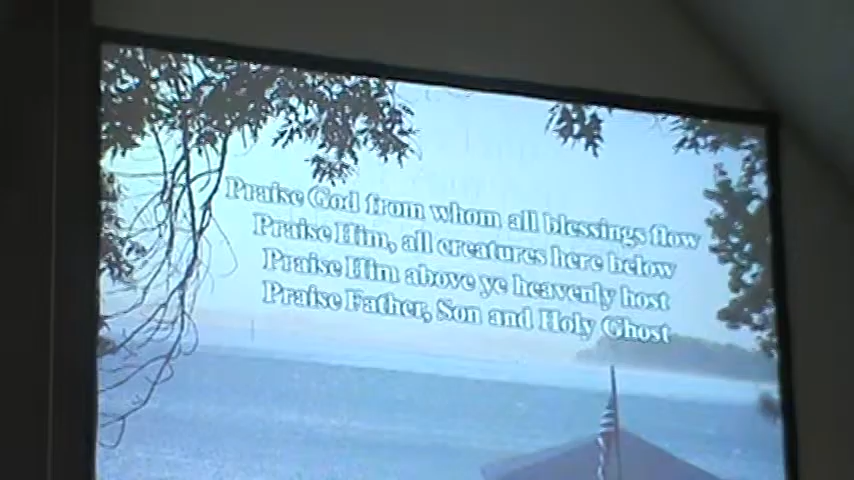 Praise God from whom all blessings flow
Praise Him, all creatures here below
Praise Him above ye heavenly host
Praise Father, Son and Holy Ghost